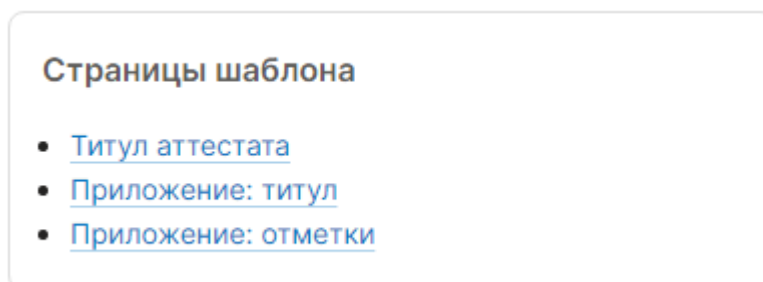 Страницы шаблона
Титул аттестата
Приложение: титул
Приложение: отметки